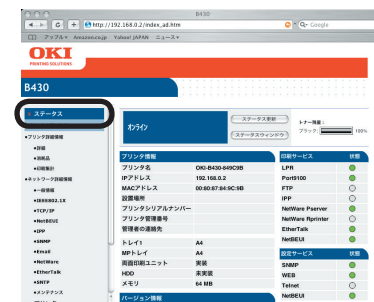 B430
http://192.168.0.2/index_ad.htm
Q- Google
アップル▼ Amazon.co.jp Yahoo! JAPAN ニュース▼
OKI
PRINTING SOLUTIONS
B430
ステータス
オンライン
ステータス更新
ステータスウィンドウ
トナー残量:
ブラック: 100%
•プリンタ詳細情報
•詳細
•消耗品
•印刷集計
•ネットワーク詳細情報
•一般情報
•IEEE802.1X
•TCP/IP
•NetBEUI
•IPP
•SNMP
•Email
•NetWare
•EtherTalk
•SNTP
•メンテナンス
プリンタ情報
プリンタ名 OKI-B430-849C9B
IPアドレス 192.168.0.2
MACアドレス 00:80:87:84:9C:9B
設置場所
プリンタシリアルナンバー
プリンタ管理番号
管理者の連絡先
トレイ1 A4
MPトレイ A4
両面印刷ユニット 実装
HDD 未実装
メモリ 64 MB
バージョン情報
印刷サービス 状態
LPR
Port9100
FTP
IPP
NetWare Pserver
NetWare Rprinter
EtherTalk
NetBEUI
設定サービス 状態
SNMP
WEB
Telnet
NetBEUI